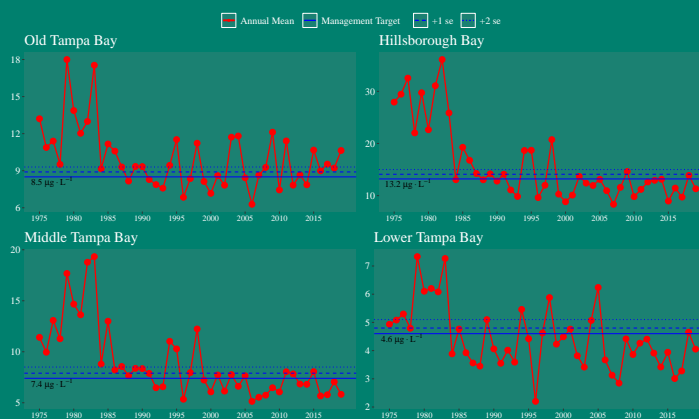 Annual Mean Management Target +1 se +2 se
Old Tampa Bay
18
15
12
9
6
8.5 μg⋅L⁻¹
1975 1980 1985 1990 1995 2000 2005 2010 2015
Hillsborough Bay
30
20
10
13.2 μg⋅L⁻¹
1975 1980 1985 1990 1995 2000 2005 2010 2015
Middle Tampa Bay
20
15
10
5
7.4 μg⋅L⁻¹
1975 1980 1985 1990 1995 2000 2005 2010 2015
Lower Tampa Bay
7
6
5
4
3
2
4.6 μg⋅L⁻¹
1975 1980 1985 1990 1995 2000 2005 2010 2015